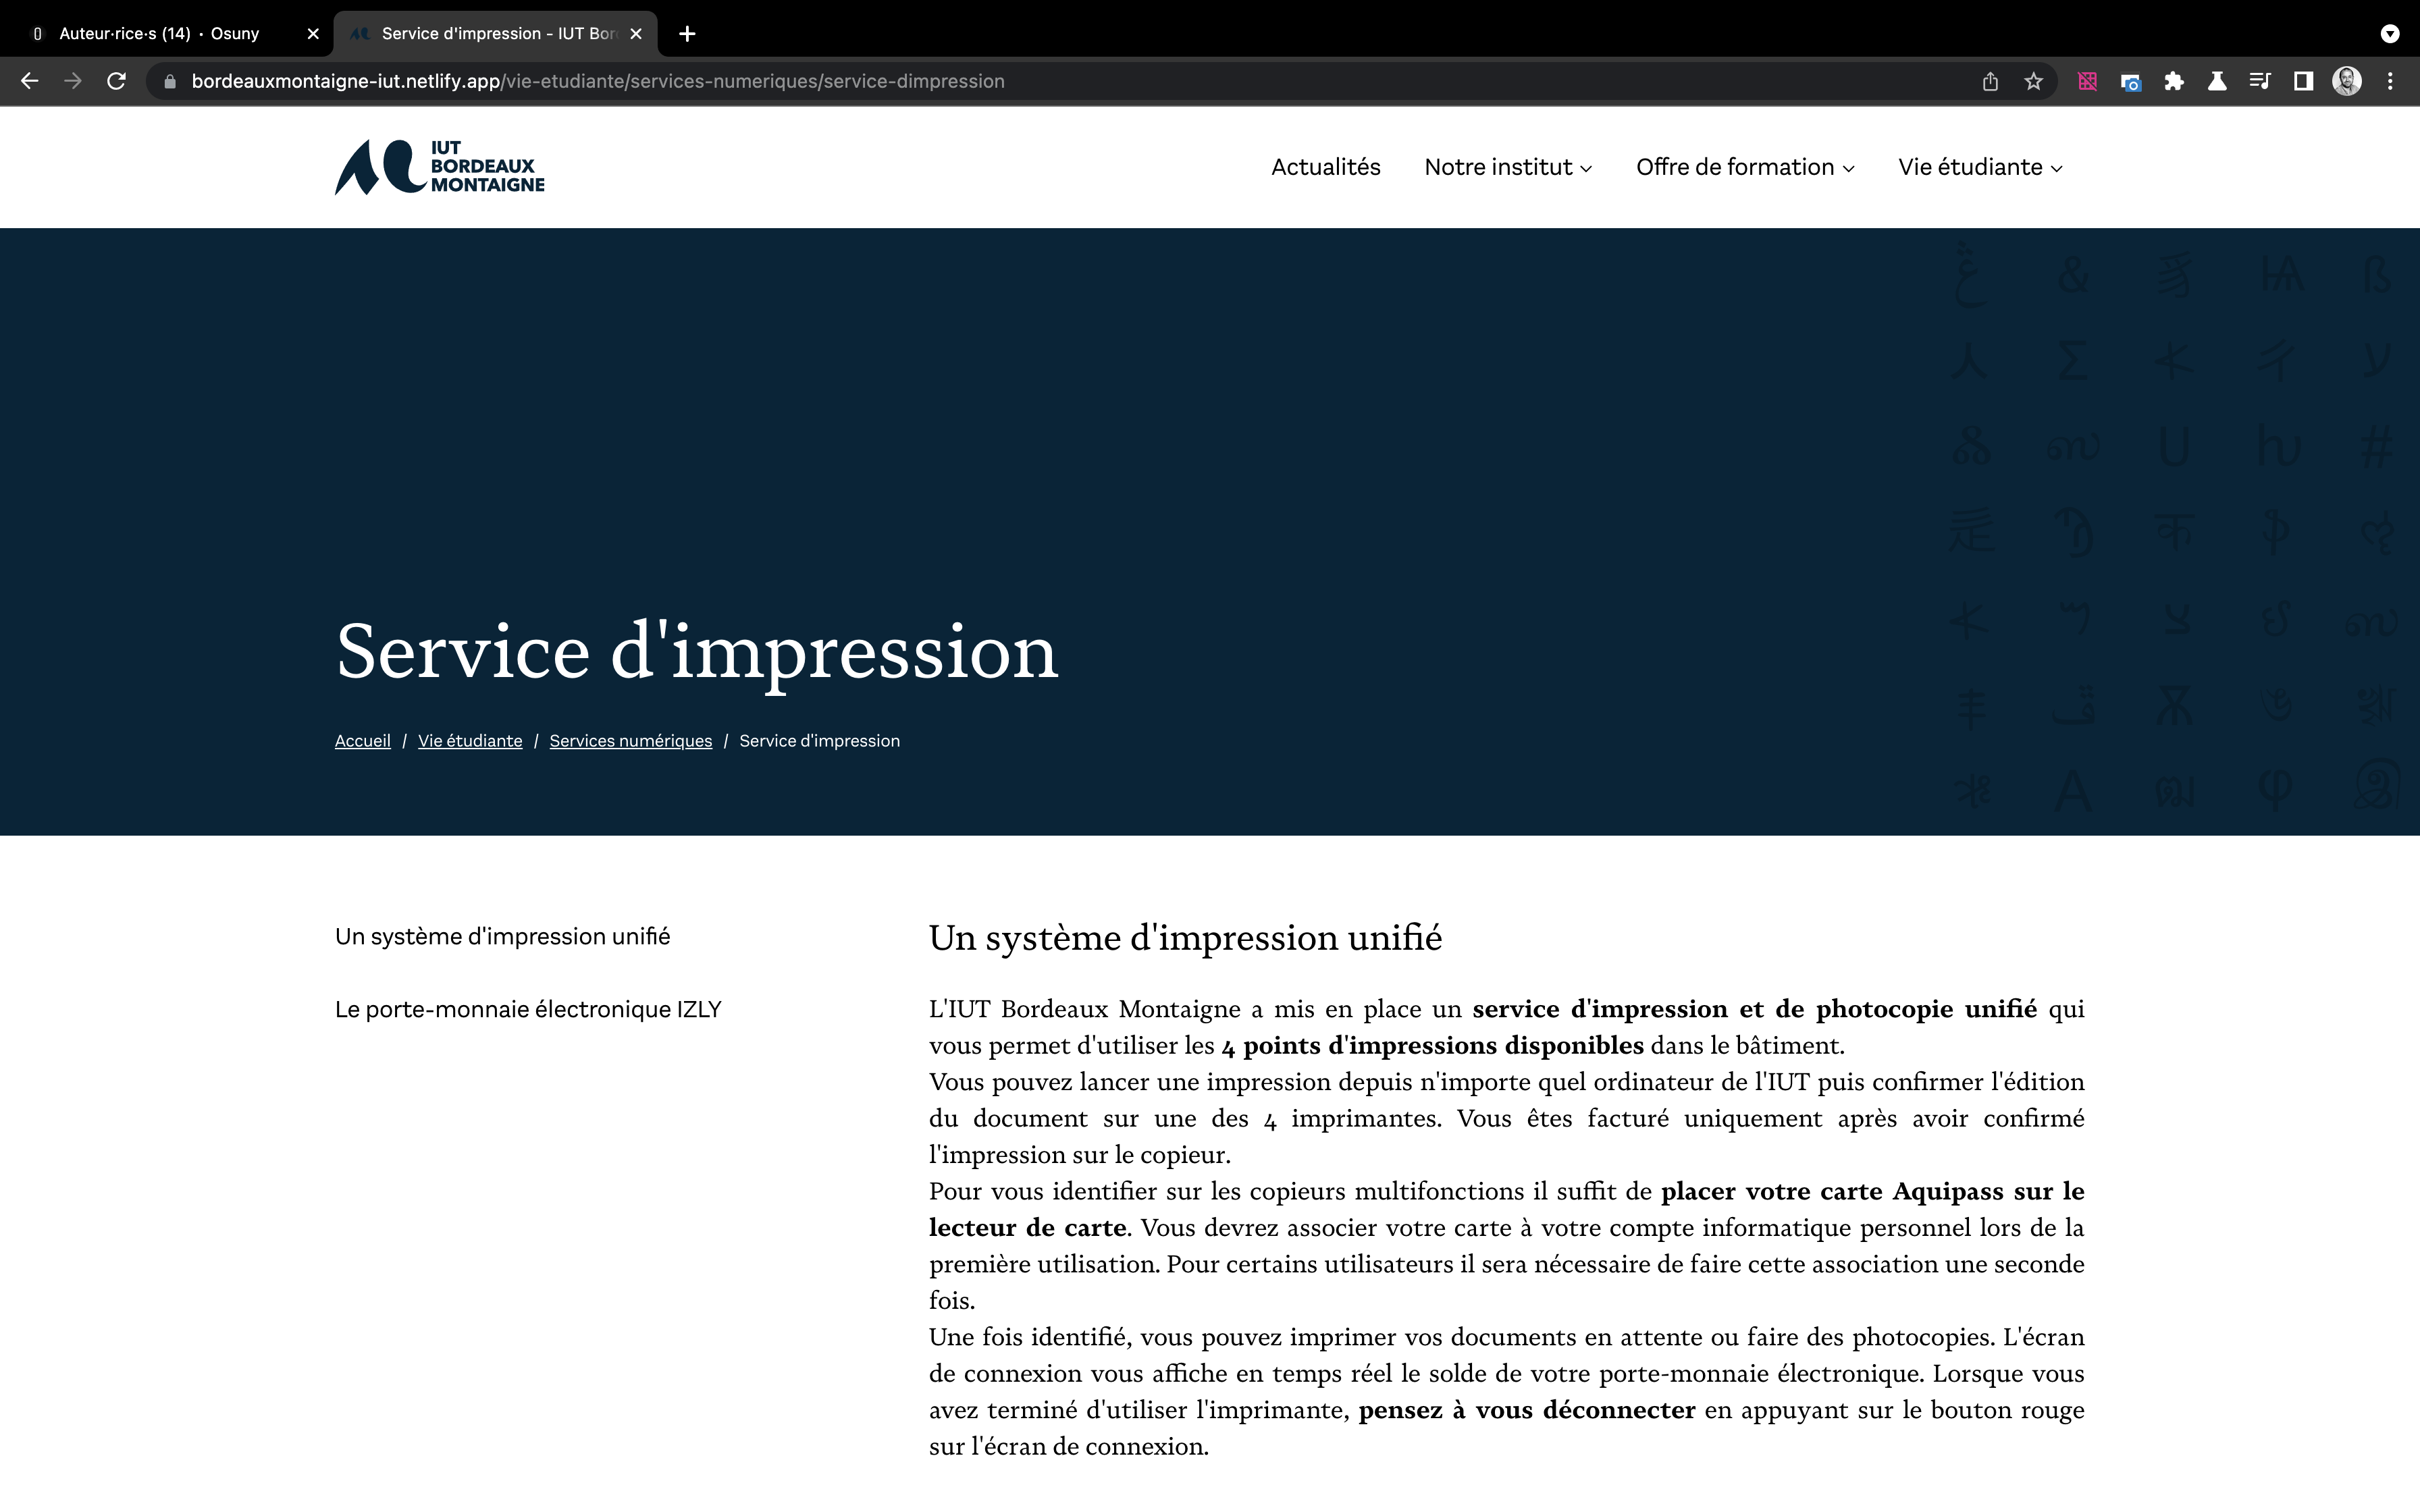 Auteur·rice·s (14) · Osuny
Service d'impression - IUT Bor
bordeauxmontaigne-iut.netlify.app/vie-etudiante/services-numeriques/service-dimpression
IUT
BORDEAUX
MONTAIGNE
Actualités
Notre institut
Offre de formation
Vie étudiante
Service d'impression
Accueil / Vie étudiante / Services numériques / Service d'impression
Un système d'impression unifié
Le porte-monnaie électronique IZLY
Un système d'impression unifié
L'IUT Bordeaux Montaigne a mis en place un service d'impression et de photocopie unifié qui
vous permet d'utiliser les 4 points d'impressions disponibles dans le bâtiment.
Vous pouvez lancer une impression depuis n'importe quel ordinateur de l'IUT puis confirmer l'édition
du document sur une des 4 imprimantes. Vous êtes facturé uniquement après avoir confirmé
l'impression sur le copieur.
Pour vous identifier sur les copieurs multifonctions il suffit de placer votre carte Aquipass sur le
lecteur de carte. Vous devrez associer votre carte à votre compte informatique personnel lors de la
première utilisation. Pour certains utilisateurs il sera nécessaire de faire cette association une seconde
fois.
Une fois identifié, vous pouvez imprimer vos documents en attente ou faire des photocopies. L'écran
de connexion vous affiche en temps réel le solde de votre porte-monnaie électronique. Lorsque vous
avez terminé d'utiliser l'imprimante, pensez à vous déconnecter en appuyant sur le bouton rouge
sur l'écran de connexion.